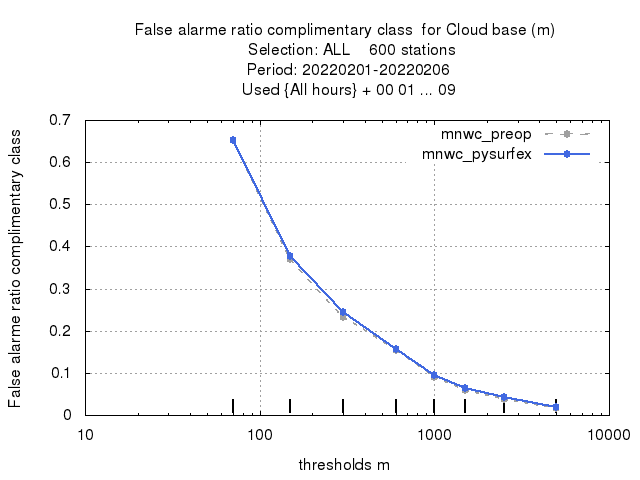 False alarme ratio complimentary class  for Cloud base (m)
Selection: ALL    600 stations
Period: 20220201-20220206
Used {All hours} + 00 01 ... 09
False alarme ratio complimentary class
0.7
0.6
0.5
0.4
0.3
0.2
0.1
0
mnwc_preop
mnwc_pysurfex
10 100 1000 10000
thresholds m